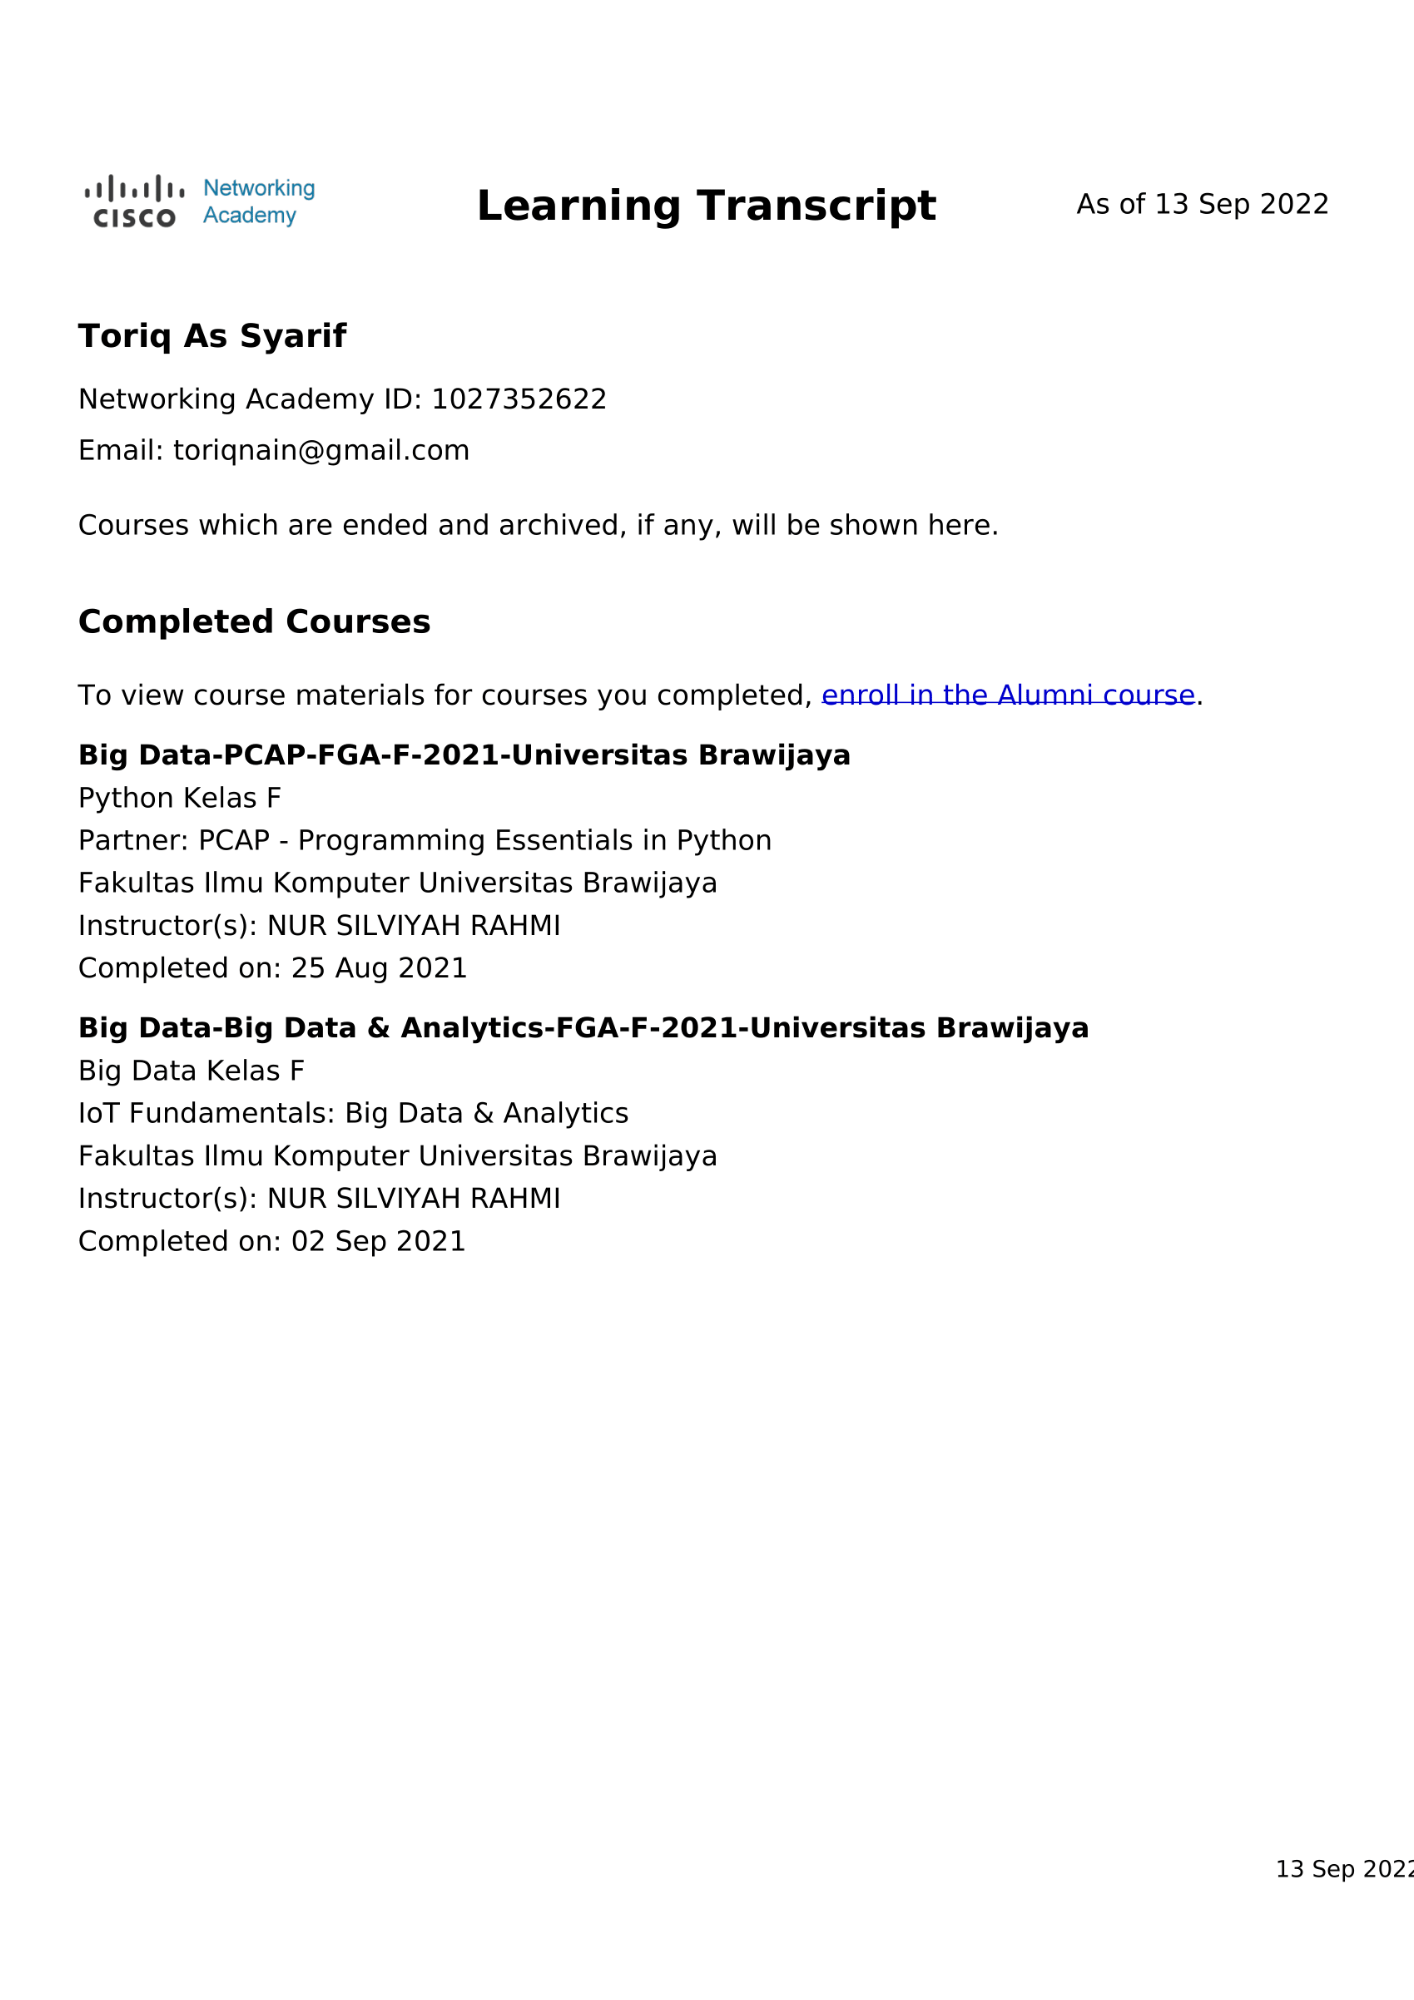 CISCO Networking Academy
Learning Transcript
As of 13 Sep 2022
Toriq As Syarif
Networking Academy ID: 1027352622
Email: toriqnain@gmail.com
Courses which are ended and archived, if any, will be shown here.
Completed Courses
To view course materials for courses you completed, enroll in the Alumni course.
Big Data-PCAP-FGA-F-2021-Universitas Brawijaya
Python Kelas F
Partner: PCAP - Programming Essentials in Python
Fakultas Ilmu Komputer Universitas Brawijaya
Instructor(s): NUR SILVIYAH RAHMI
Completed on: 25 Aug 2021
Big Data-Big Data & Analytics-FGA-F-2021-Universitas Brawijaya
Big Data Kelas F
IoT Fundamentals: Big Data & Analytics
Fakultas Ilmu Komputer Universitas Brawijaya
Instructor(s): NUR SILVIYAH RAHMI
Completed on: 02 Sep 2021
13 Sep 2022